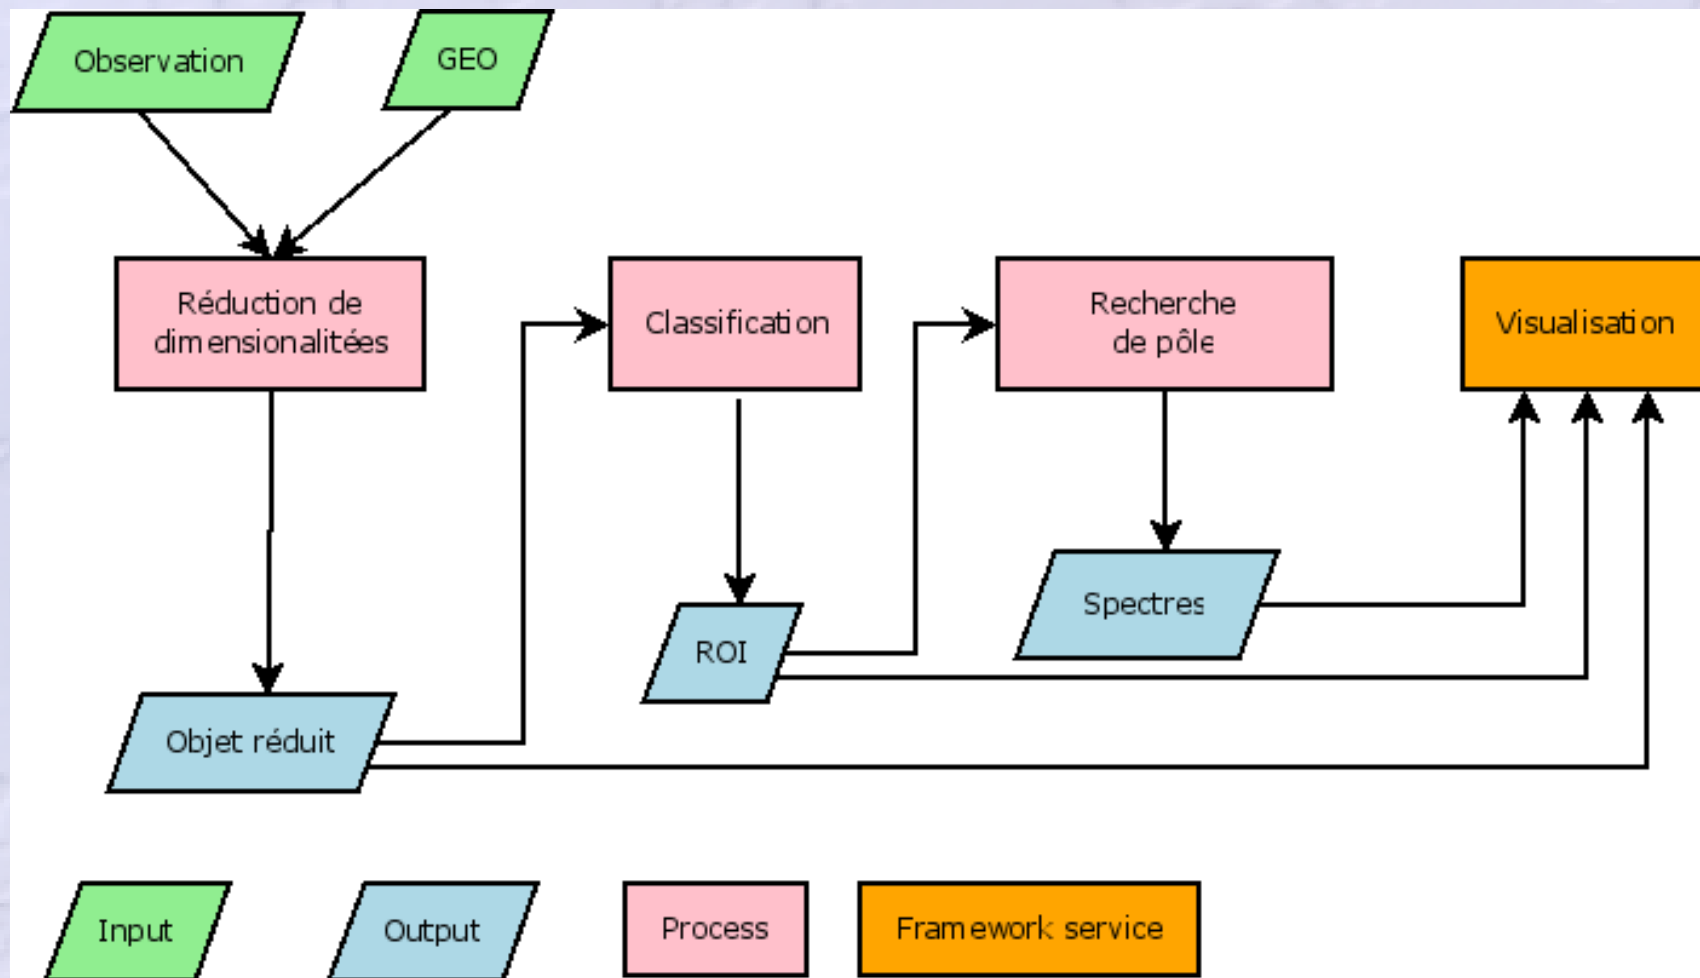 Observation
GEO
Réduction de
dimensionalitées
Classification
Recherche
de pôle
Visualisation
Spectres
ROI
Objet réduit
Input
Output
Process
Framework service